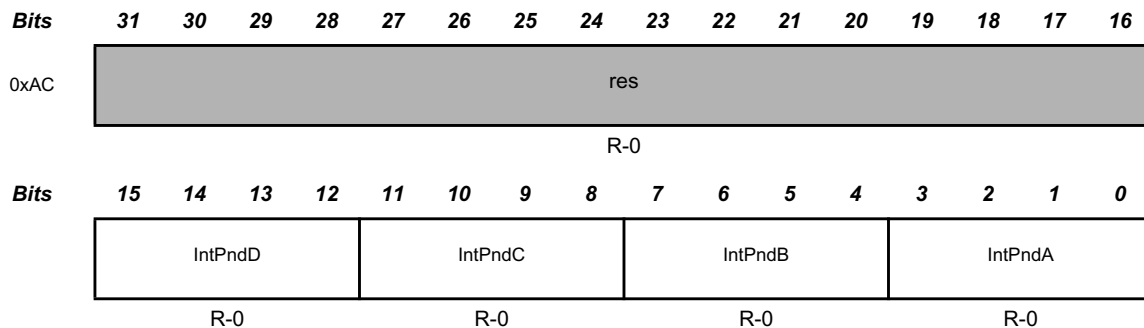 Bits 31 30 29 28 27 26 25 24 23 22 21 20 19 18 17 16
0xAC res
R-0
Bits 15 14 13 12 11 10 9 8 7 6 5 4 3 2 1 0
IntPndD IntPndC IntPndB IntPndA
R-0 R-0 R-0 R-0